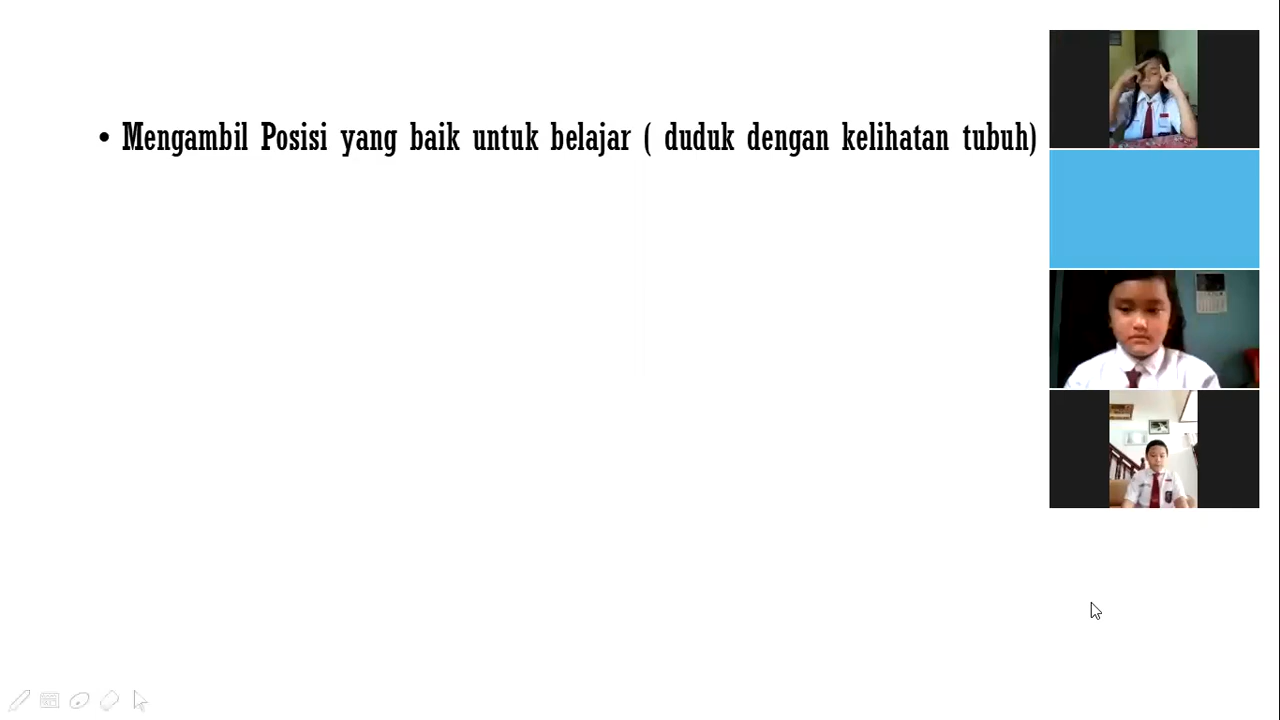 • Mengambil Posisi yang baik untuk belajar ( duduk dengan kelihatan tubuh)